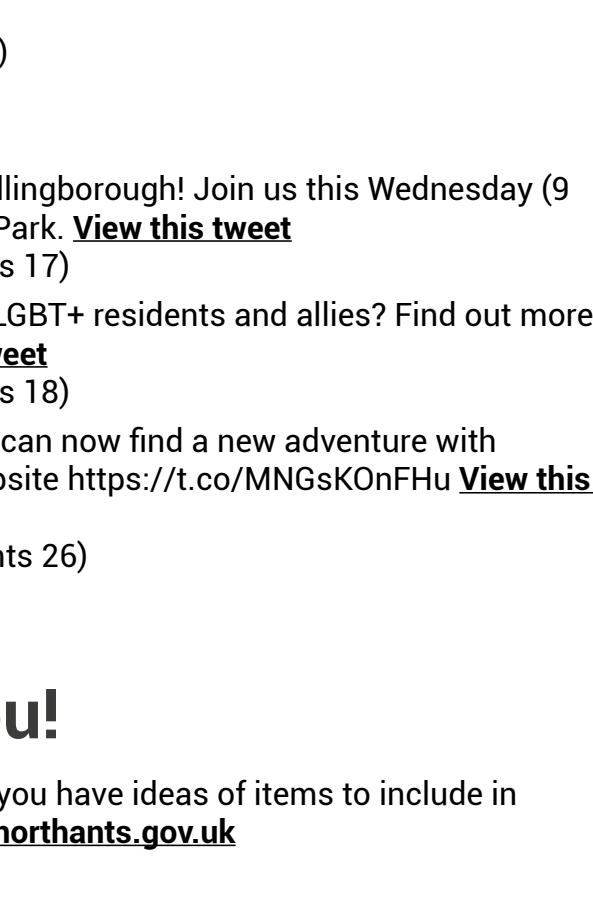 )
llingborough! Join us this Wednesday (9
Park. View this tweet
s 17)
LGBT+ residents and allies? Find out more
eet
s 18)
can now find a new adventure with
site https://t.co/MNGsKOnFHu View this
nts 26)
u!
you have ideas of items to include in
northants.gov.uk